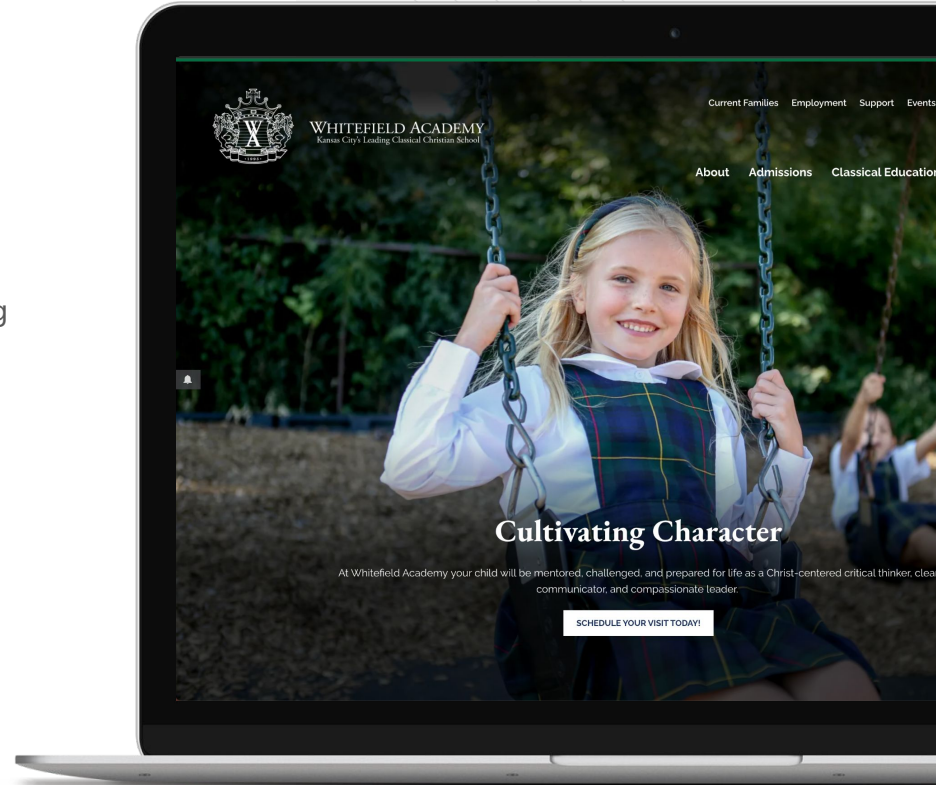 g
WHITEFIELD ACADEMY
Kansas City's Leading Classical Christian School
Current Families Employment Support Events
About Admissions Classical Education
Cultivating Character
At Whitefield Academy your child will be mentored, challenged, and prepared for life as a Christ-centered critical thinker, clear
communicator, and compassionate leader.
SCHEDULE YOUR VISIT TODAY!